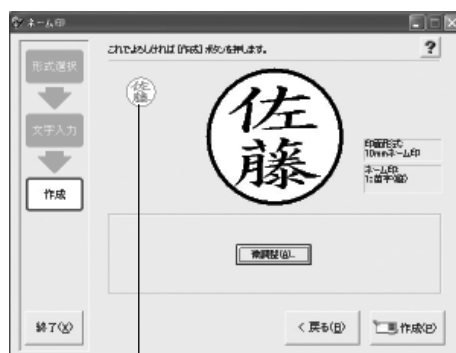 ネーム印
これでよろしければ [作成] ボタンを押します。
?
形式選択
文字入力
作成
佐藤
佐藤
印面形式:
10mmネーム印
ネーム印
1:苗字(縦)
微調整(A)...
終了(X)
< 戻る(B)
作成(P)